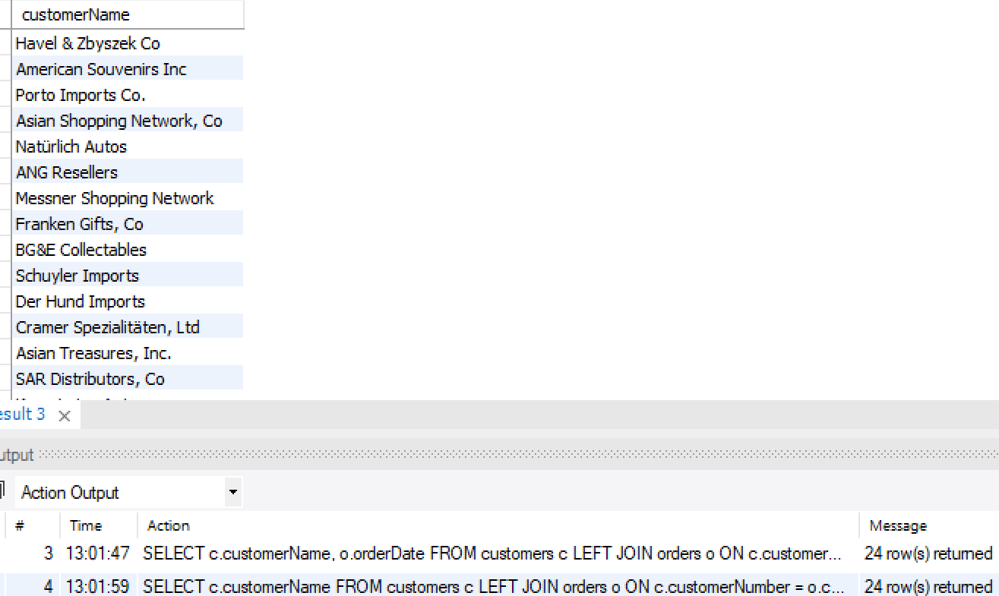 customerName
Havel & Zbyszek Co
American Souvenirs Inc
Porto Imports Co.
Asian Shopping Network, Co
Natürlich Autos
ANG Resellers
Messner Shopping Network
Franken Gifts, Co
BG&E Collectables
Schuyler Imports
Der Hund Imports
Cramer Spezialitäten, Ltd
Asian Treasures, Inc.
SAR Distributors, Co
esult 3
utput
Action Output
# Time Action Message
3 13:01:47 SELECT c.customerName, o.orderDate FROM customers c LEFT JOIN orders o ON c.customer... 24 row(s) returned
4 13:01:59 SELECT c.customerName FROM customers c LEFT JOIN orders o ON c.customerNumber = o.c... 24 row(s) returned